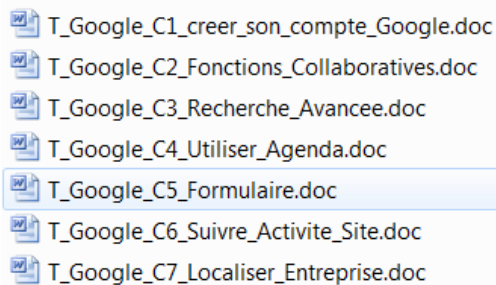 T_Google_C1_creer_son_compte_Google.doc
T_Google_C2_Fonctions_Collaboratives.doc
T_Google_C3_Recherche_Avancee.doc
T_Google_C4_Utiliser_Agenda.doc
T_Google_C5_Formulaire.doc
T_Google_C6_Suivre_Activite_Site.doc
T_Google_C7_Localiser_Entreprise.doc